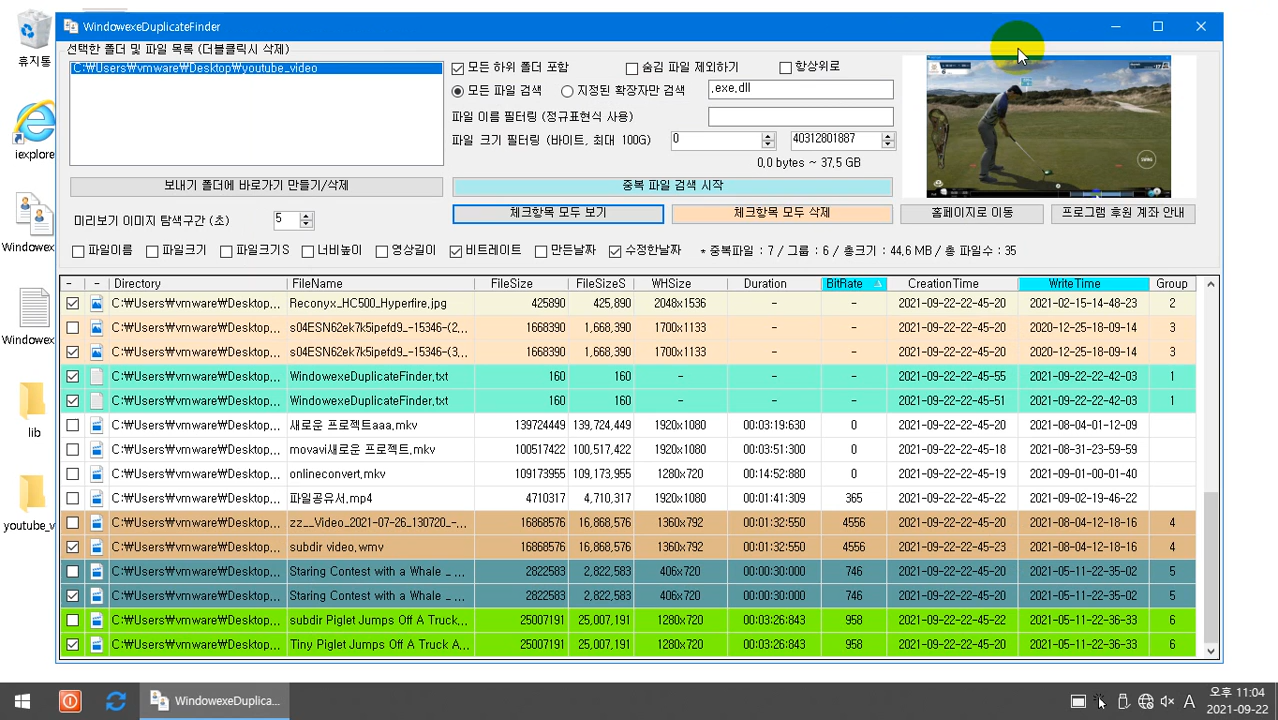 휴지통
iexplore
Windowex
Windowex
lib
youtube_v
WindowexeDuplicateFinder
선택한 폴더 및 파일 목록 (더블클릭시 삭제)
C:\Users\vmware\Desktop\youtube_video
모든 하위 폴더 포함
숨김 파일 제외하기
항상위로
모든 파일 검색
지정된 확장자만 검색
.exe.dll
파일 이름 필터링 (정규표현식 사용)
파일 크기 필터링 (바이트, 최대 100G)
0
40312801887
0.0 bytes ~ 37.5 GB
보내기 폴더에 바로가기 만들기/삭제
중복 파일 검색 시작
미리보기 이미지 탐색구간 (초)
5
체크항목 모두 보기
체크항목 모두 삭제
홈페이지로 이동
프로그램 후원 계좌 안내
파일이름 파일크기 파일크기S 너비높이 영상길이 비트레이트 만든날짜 수정한날짜 * 중복파일 : 7 / 그룹 : 6 / 총크기 : 44.6 MB / 총 파일수 : 35
- - Directory FileName FileSize FileSizeS WHSize Duration BitRate CreationTime WriteTime Group
C:\Users\vmware\Desktop... Reconyx_HC500_Hyperfire.jpg 425890 425,890 2048x1536 - - 2021-09-22-22-45-20 2021-02-15-14-48-23 2
C:\Users\vmware\Desktop... s04ESN62ek7k5ipefd9_-15346-(2... 1668390 1,668,390 1700x1133 - - 2021-09-22-22-45-20 2020-12-25-18-09-14 3
C:\Users\vmware\Desktop... s04ESN62ek7k5ipefd9_-15346-(3... 1668390 1,668,390 1700x1133 - - 2021-09-22-22-45-20 2020-12-25-18-09-14 3
C:\Users\vmware\Desktop... WindowexeDuplicateFinder.txt 160 160 - - - 2021-09-22-22-45-55 2021-09-22-22-42-03 1
C:\Users\vmware\Desktop... WindowexeDuplicateFinder.txt 160 160 - - - 2021-09-22-22-45-51 2021-09-22-22-42-03 1
C:\Users\vmware\Desktop... 새로운 프로젝트aaa.mkv 139724449 139,724,449 1920x1080 00:03:19:630 0 2021-09-22-22-45-20 2021-08-04-01-12-09
C:\Users\vmware\Desktop... movavi새로운 프로젝트.mkv 100517422 100,517,422 1920x1080 00:03:51:300 0 2021-09-22-22-45-18 2021-08-31-23-59-59
C:\Users\vmware\Desktop... onlineconvert.mkv 109173955 109,173,955 1280x720 00:14:52:880 0 2021-09-22-22-45-19 2021-09-01-00-01-40
C:\Users\vmware\Desktop... 파일공유서.mp4 4710317 4,710,317 1920x1080 00:01:41:309 365 2021-09-22-22-45-22 2021-09-02-19-46-22
C:\Users\vmware\Desktop... zz__Video_2021-07-26_130720_-... 16868576 16,868,576 1360x792 00:01:32:550 4556 2021-09-22-22-45-20 2021-08-04-12-18-16 4
C:\Users\vmware\Desktop... subdir video.wmv 16868576 16,868,576 1360x792 00:01:32:550 4556 2021-09-22-22-45-23 2021-08-04-12-18-16 4
C:\Users\vmware\Desktop... Staring Contest with a Whale _ ... 2822583 2,822,583 406x720 00:00:30:000 746 2021-09-22-22-45-20 2021-05-11-22-35-02 5
C:\Users\vmware\Desktop... Staring Contest with a Whale _ ... 2822583 2,822,583 406x720 00:00:30:000 746 2021-09-22-22-45-20 2021-05-11-22-35-02 5
C:\Users\vmware\Desktop... subdir Piglet Jumps Off A Truck... 25007191 25,007,191 1280x720 00:03:26:843 958 2021-09-22-22-45-22 2021-05-11-22-36-33 6
C:\Users\vmware\Desktop... Tiny Piglet Jumps Off A Truck A... 25007191 25,007,191 1280x720 00:03:26:843 958 2021-09-22-22-45-20 2021-05-11-22-36-33 6
WindowexeDuplica...
A
오후 11:04
2021-09-22